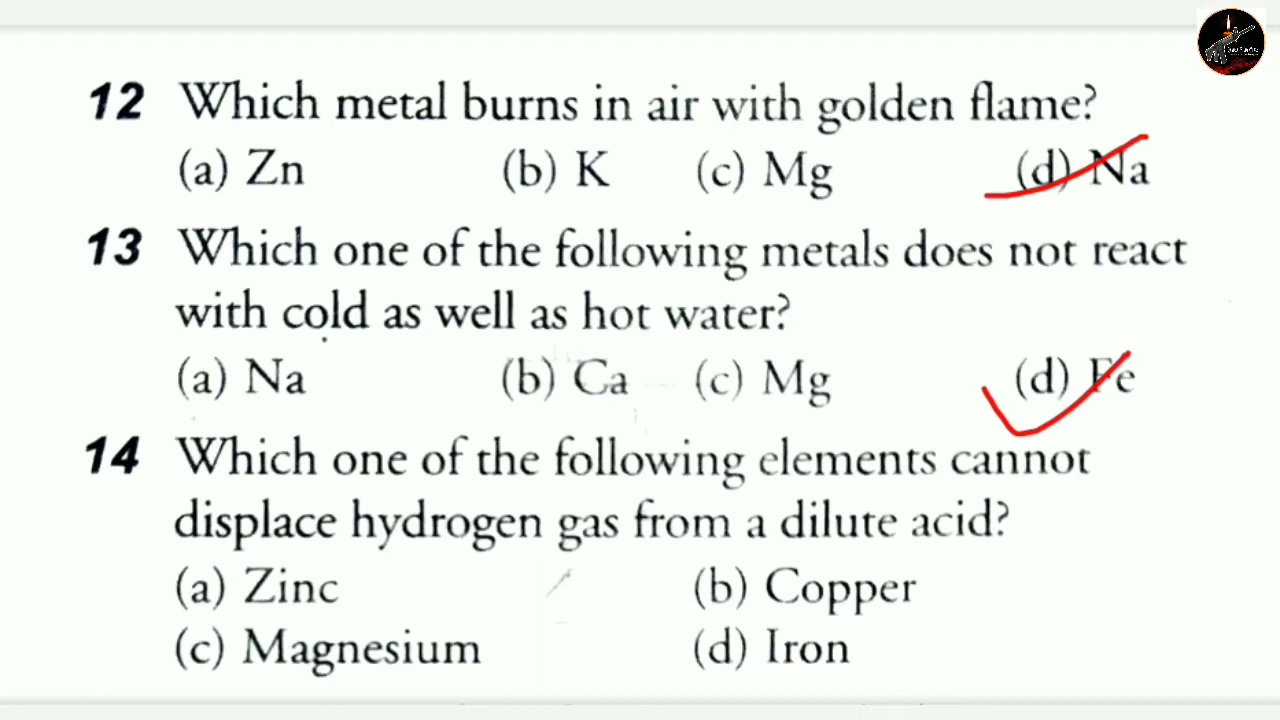 12 Which metal burns in air with golden flame?
(a) Zn (b) K (c) Mg (d) Na
13 Which one of the following metals does not react
with cold as well as hot water?
(a) Na (b) Ca (c) Mg (d) Fe
14 Which one of the following elements cannot
displace hydrogen gas from a dilute acid?
(a) Zinc (b) Copper
(c) Magnesium (d) Iron